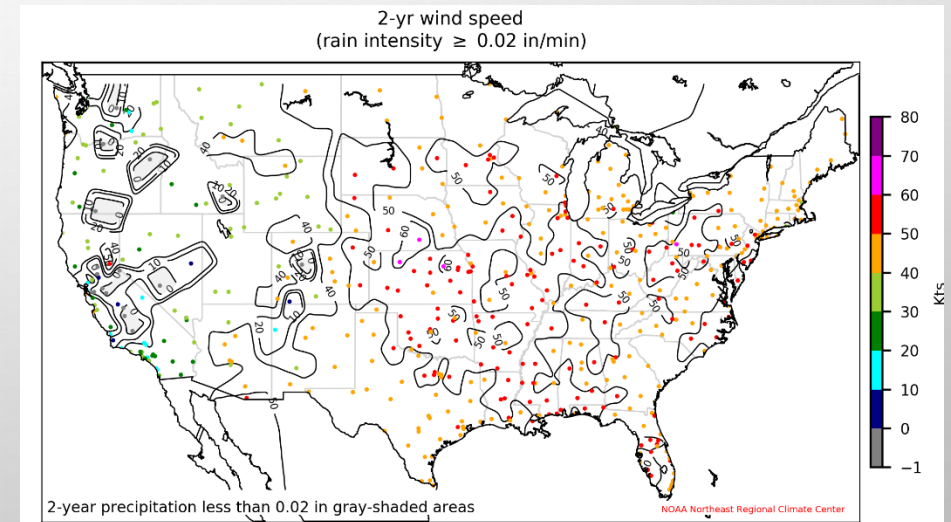 2-yr wind speed
(rain intensity ≥ 0.02 in/min)
80
70
60
50
40
30
20
10
0
−1
Kts
2-year precipitation less than 0.02 in gray-shaded areas
NOAA Northeast Regional Climate Center